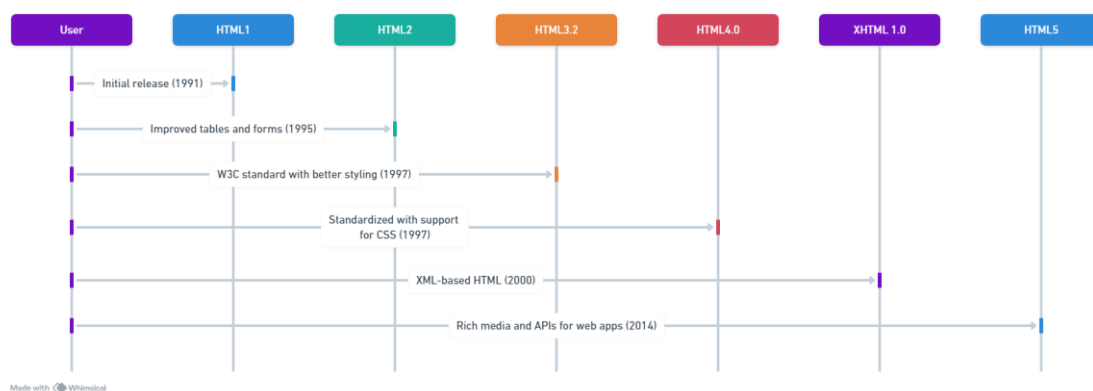 User
HTML1
HTML2
HTML3.2
HTML4.0
XHTML 1.0
HTML5
Initial release (1991)
Improved tables and forms (1995)
W3C standard with better styling (1997)
Standardized with support
for CSS (1997)
XML-based HTML (2000)
Rich media and APIs for web apps (2014)
Made with Whimsical